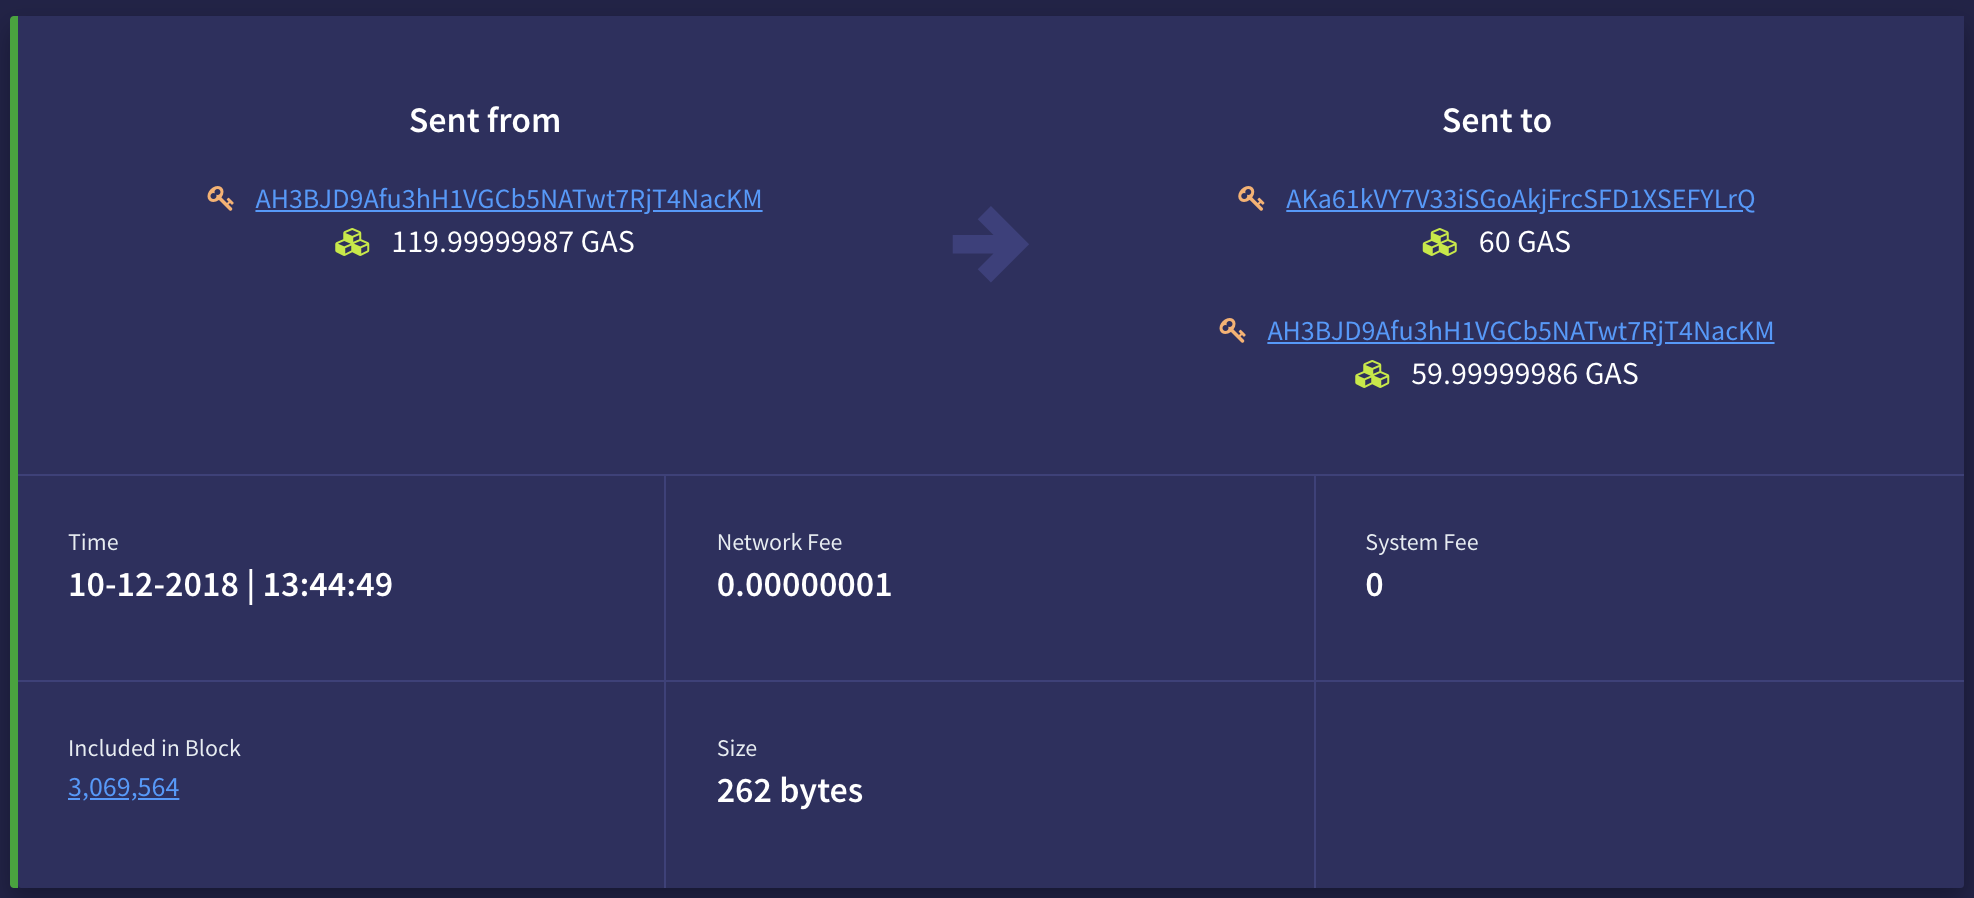 Sent from
AH3BJD9Afu3hH1VGCb5NATwt7RjT4NacKM
119.99999987 GAS
Sent to
AKa61kVY7V33iSGoAkjFrcSFD1XSEFYLrQ
60 GAS
AH3BJD9Afu3hH1VGCb5NATwt7RjT4NacKM
59.99999986 GAS
Time
10-12-2018 | 13:44:49
Network Fee
0.00000001
System Fee
0
Included in Block
3,069,564
Size
262 bytes